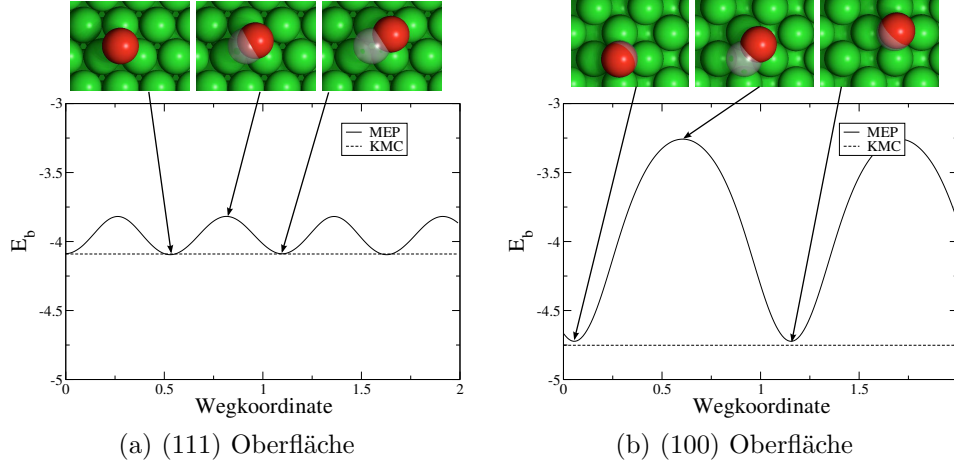 -3
-3.5
-4
-4.5
-5
E_b
MEP
KMC
0
0.5
1
1.5
2
Wegkoordinate
(a) (111) Oberfläche
-3
-3.5
-4
-4.5
-5
E_b
MEP
KMC
0
0.5
1
1.5
Wegkoordinate
(b) (100) Oberfläche